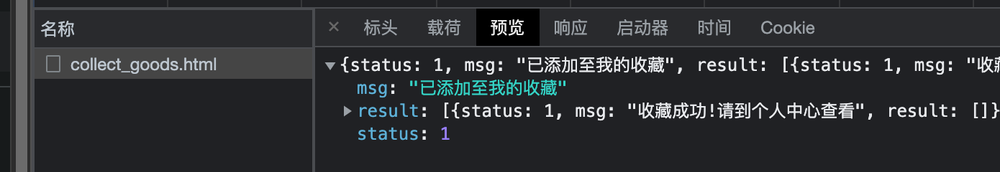 名称
× 标头 载荷 预览 响应 启动器 时间 Cookie
collect_goods.html
▼{status: 1, msg: "已添加至我的收藏", result: [{status: 1, msg: "收藏
msg: "已添加至我的收藏"
▶result: [{status: 1, msg: "收藏成功!请到个人中心查看", result: []}
status: 1